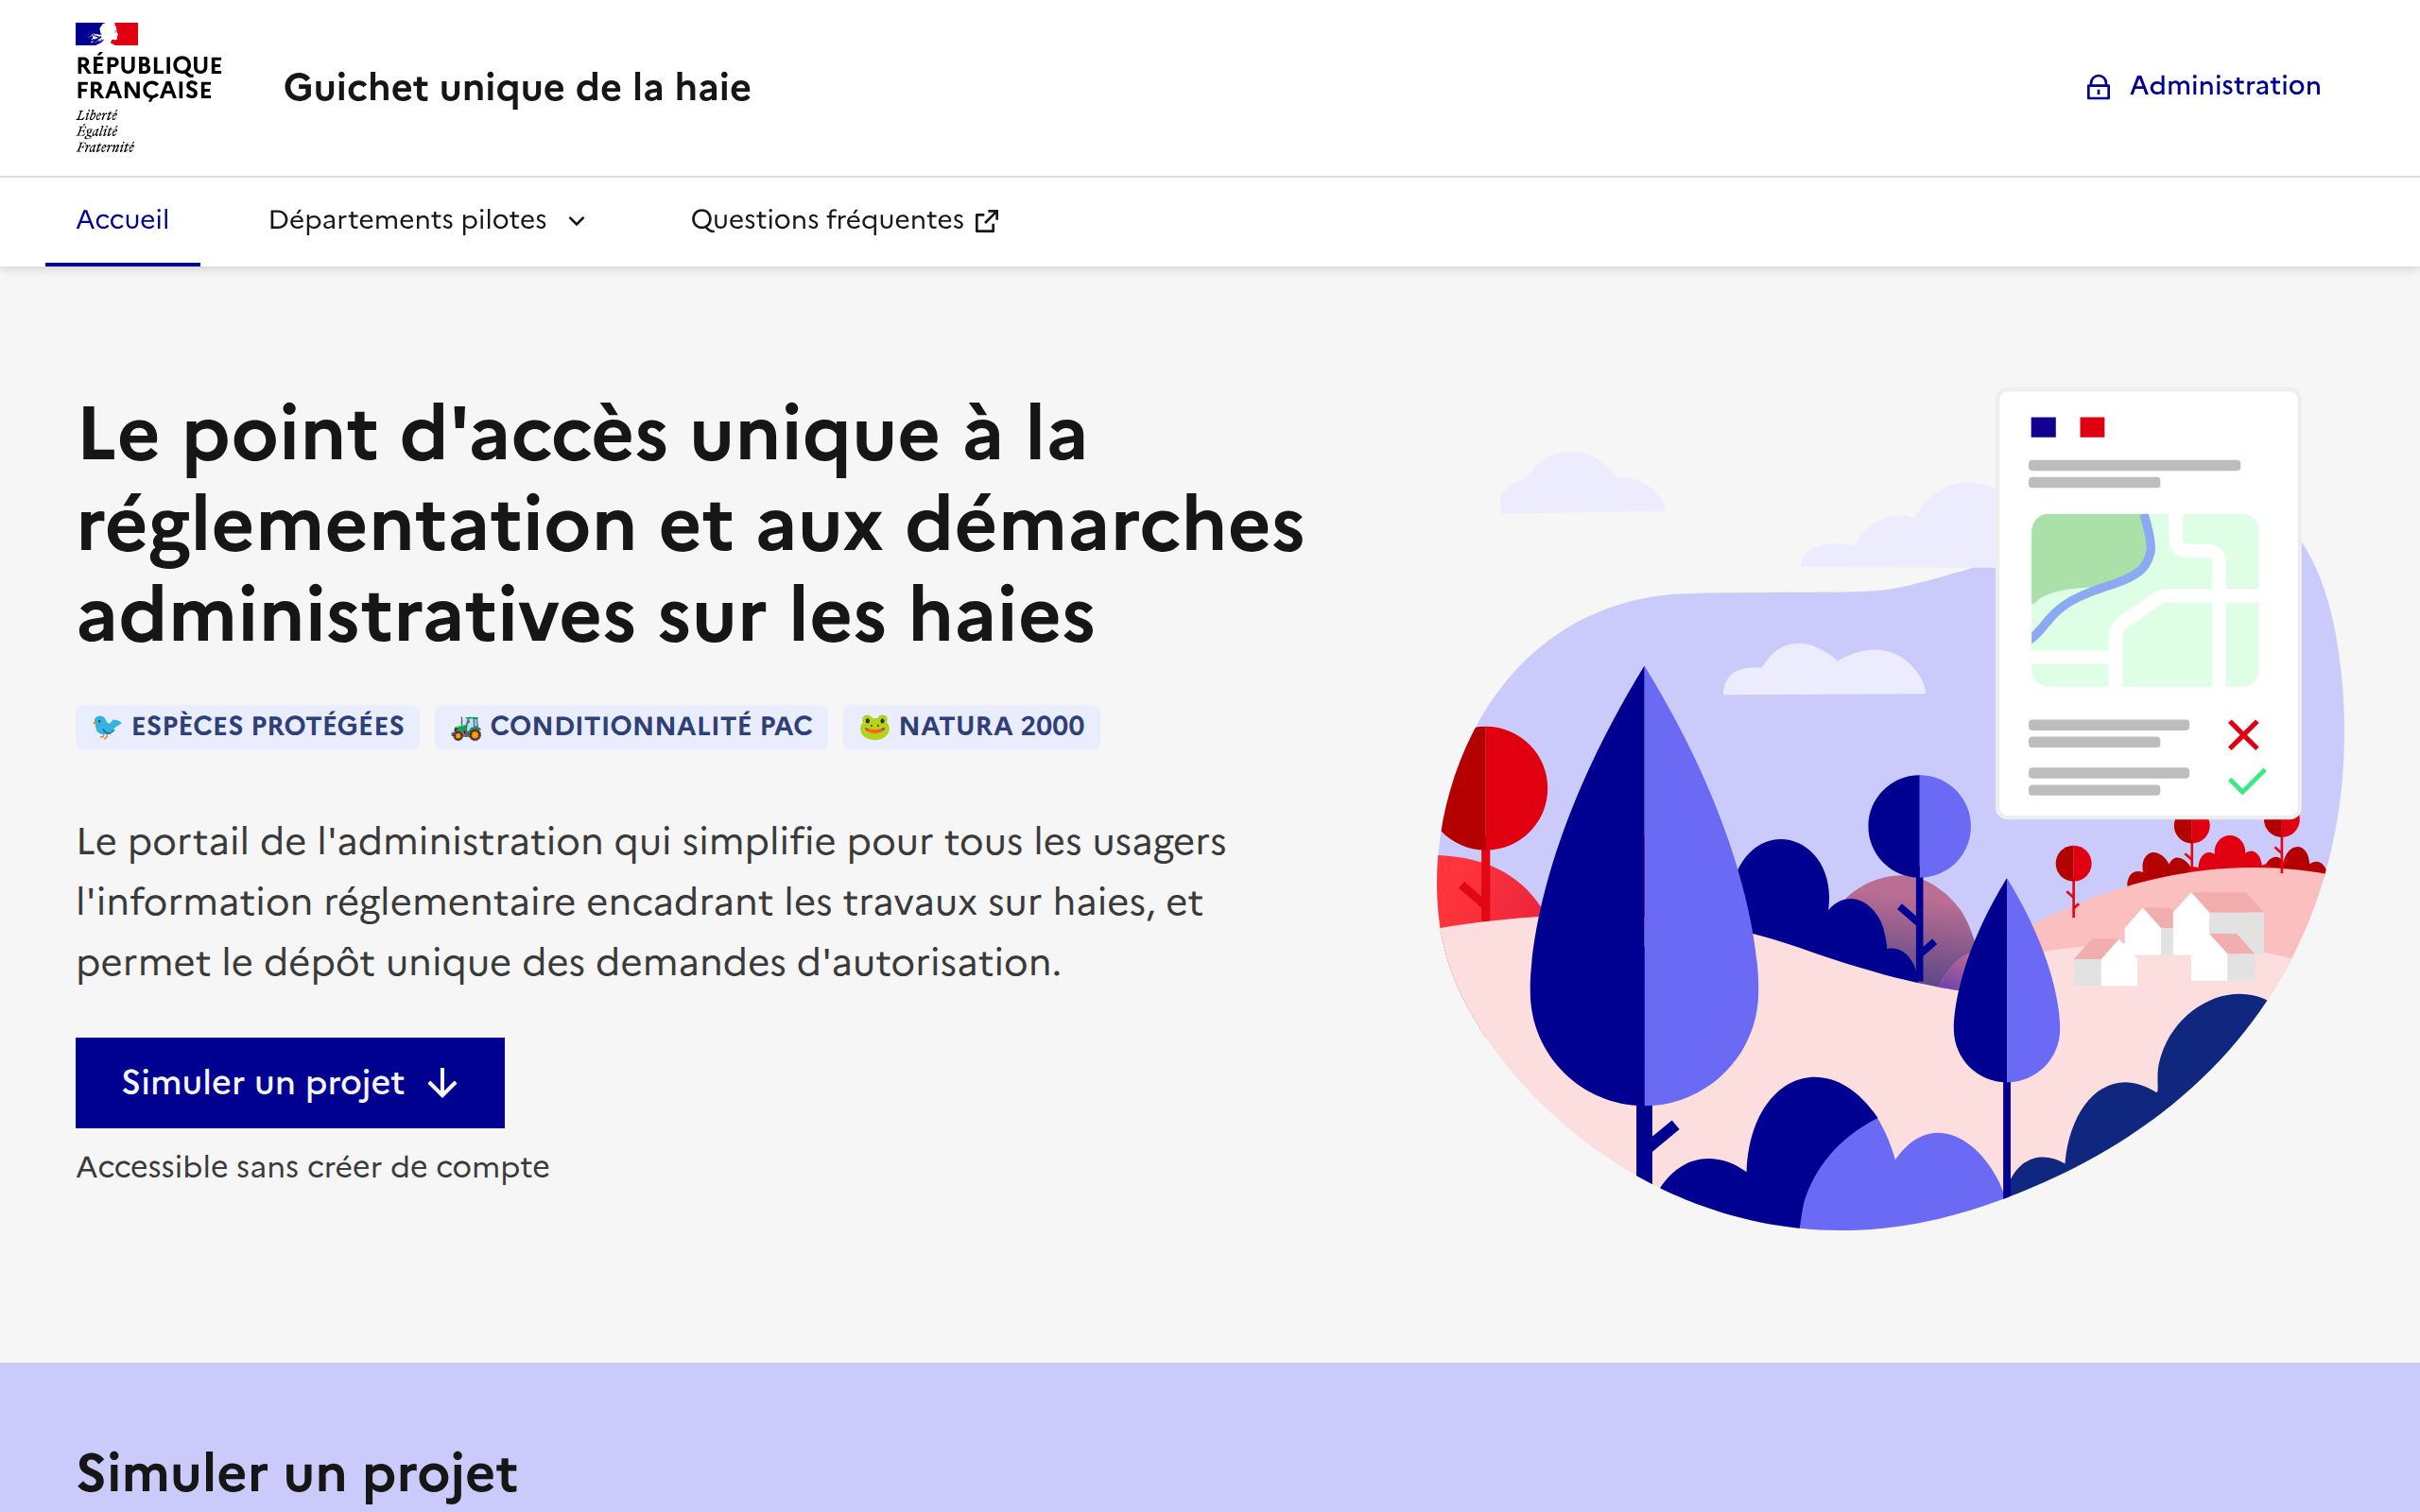 RÉPUBLIQUE
FRANÇAISE
Liberté
Égalité
Fraternité
Guichet unique de la haie
Administration
Accueil
Départements pilotes
Questions fréquentes
Le point d'accès unique à la
réglementation et aux démarches
administratives sur les haies
🐦 ESPÈCES PROTÉGÉES
🚜 CONDITIONNALITÉ PAC
🐸 NATURA 2000
Le portail de l'administration qui simplifie pour tous les usagers
l'information réglementaire encadrant les travaux sur haies, et
permet le dépôt unique des demandes d'autorisation.
Simuler un projet ↓
Accessible sans créer de compte
Simuler un projet